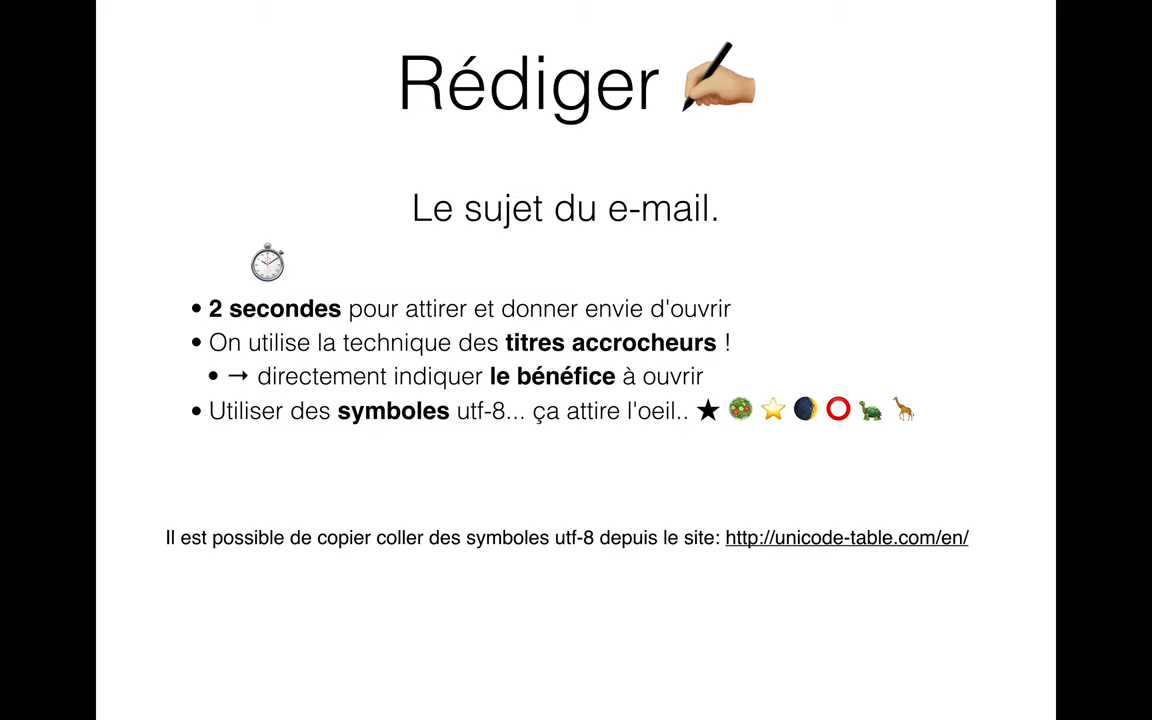 Rédiger ✍🏼
Le sujet du e-mail.
⏱
• 2 secondes pour attirer et donner envie d'ouvrir
• On utilise la technique des titres accrocheurs !
• → directement indiquer le bénéfice à ouvrir
• Utiliser des symboles utf-8... ça attire l'oeil.. ★ 🥗 ⭐ 🌒 ⭕ 🐢 🦒
Il est possible de copier coller des symboles utf-8 depuis le site: http://unicode-table.com/en/